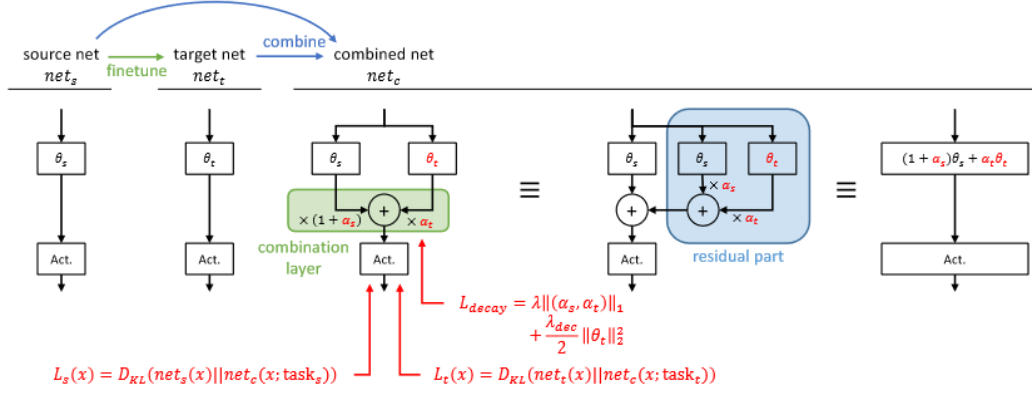 source net
net_s
finetune
target net
net_t
combine
combined net
net_c
θ_s
Act.
θ_t
Act.
θ_s
θ_t
× (1 + α_s)
+
× α_t
combination
layer
Act.
≡
θ_s
θ_s
θ_t
× α_s
+
+
× α_t
Act.
residual part
≡
(1 + α_s)θ_s + α_tθ_t
Act.
L_decay = λ‖(α_s, α_t)‖_1
+ λ_dec/2 ‖θ_t‖_2^2
L_s(x) = D_KL(net_s(x)||net_c(x; task_s))
L_t(x) = D_KL(net_t(x)||net_c(x; task_t))